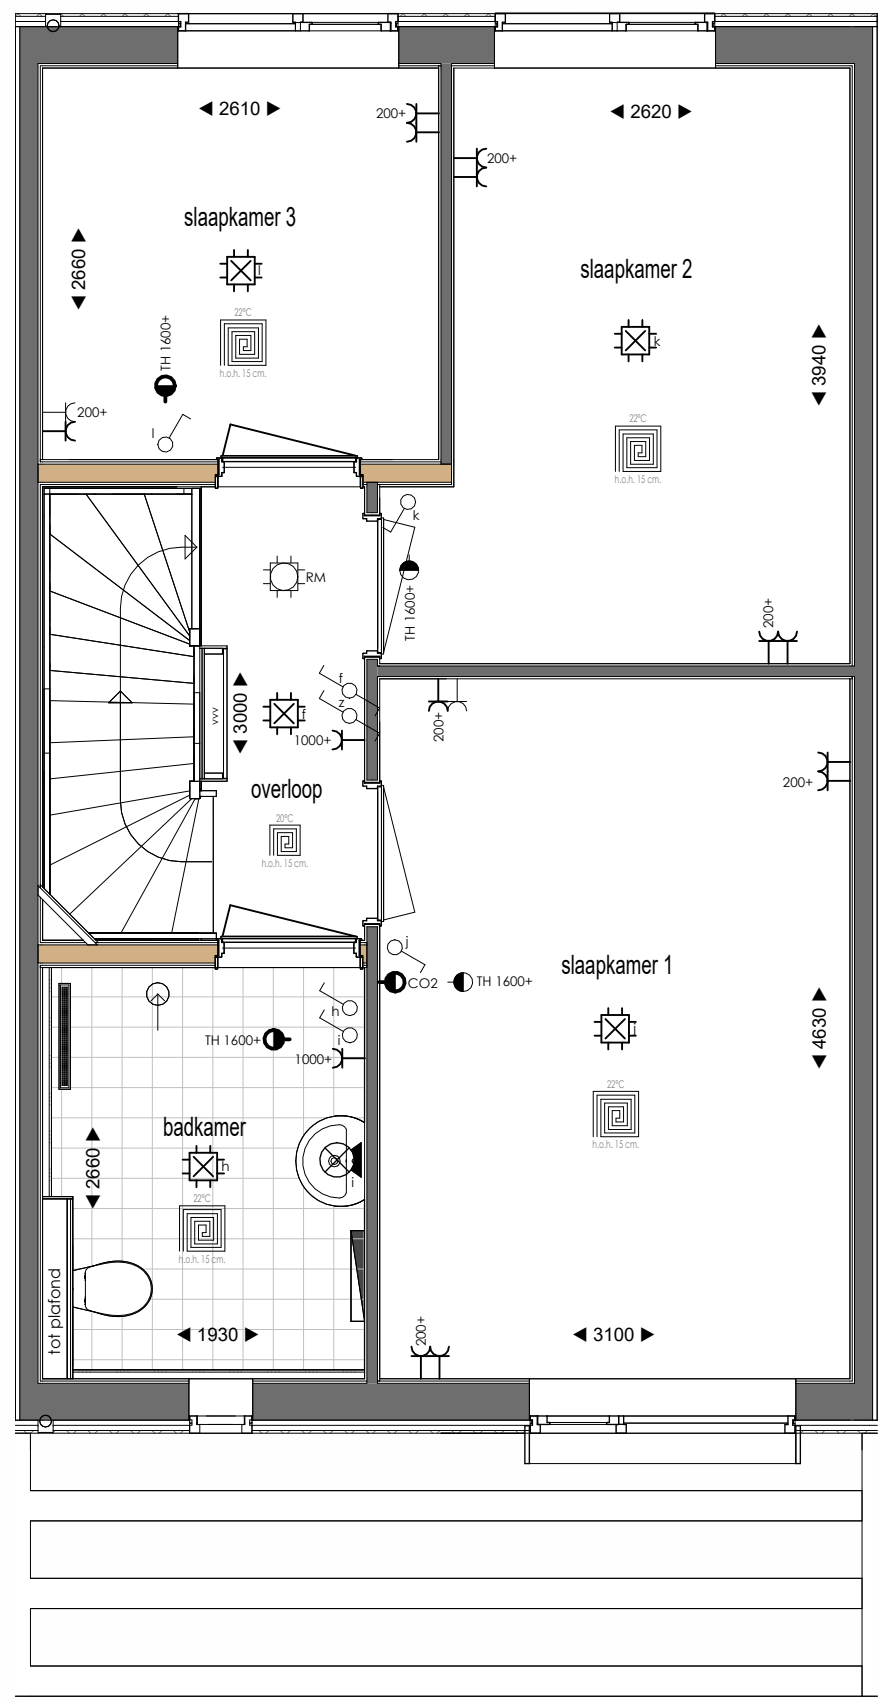 2610
200+
2620
200+
slaapkamer 3
2660
l
22°C
h.o.h. 15 cm.
TH 1600+
200+
l
slaapkamer 2
k
3940
22°C
h.o.h. 15 cm.
k
TH 1600+
RM
200+
f
z
vvv
3000
f
1000+
200+
overloop
20°C
h.o.h. 15 cm.
200+
j
CO2
TH 1600+
slaapkamer 1
j
4630
22°C
h.o.h. 15 cm.
h
i
TH 1600+
1000+
badkamer
2660
h
i
22°C
h.o.h. 15 cm.
tot plafond
1930
200+
3100